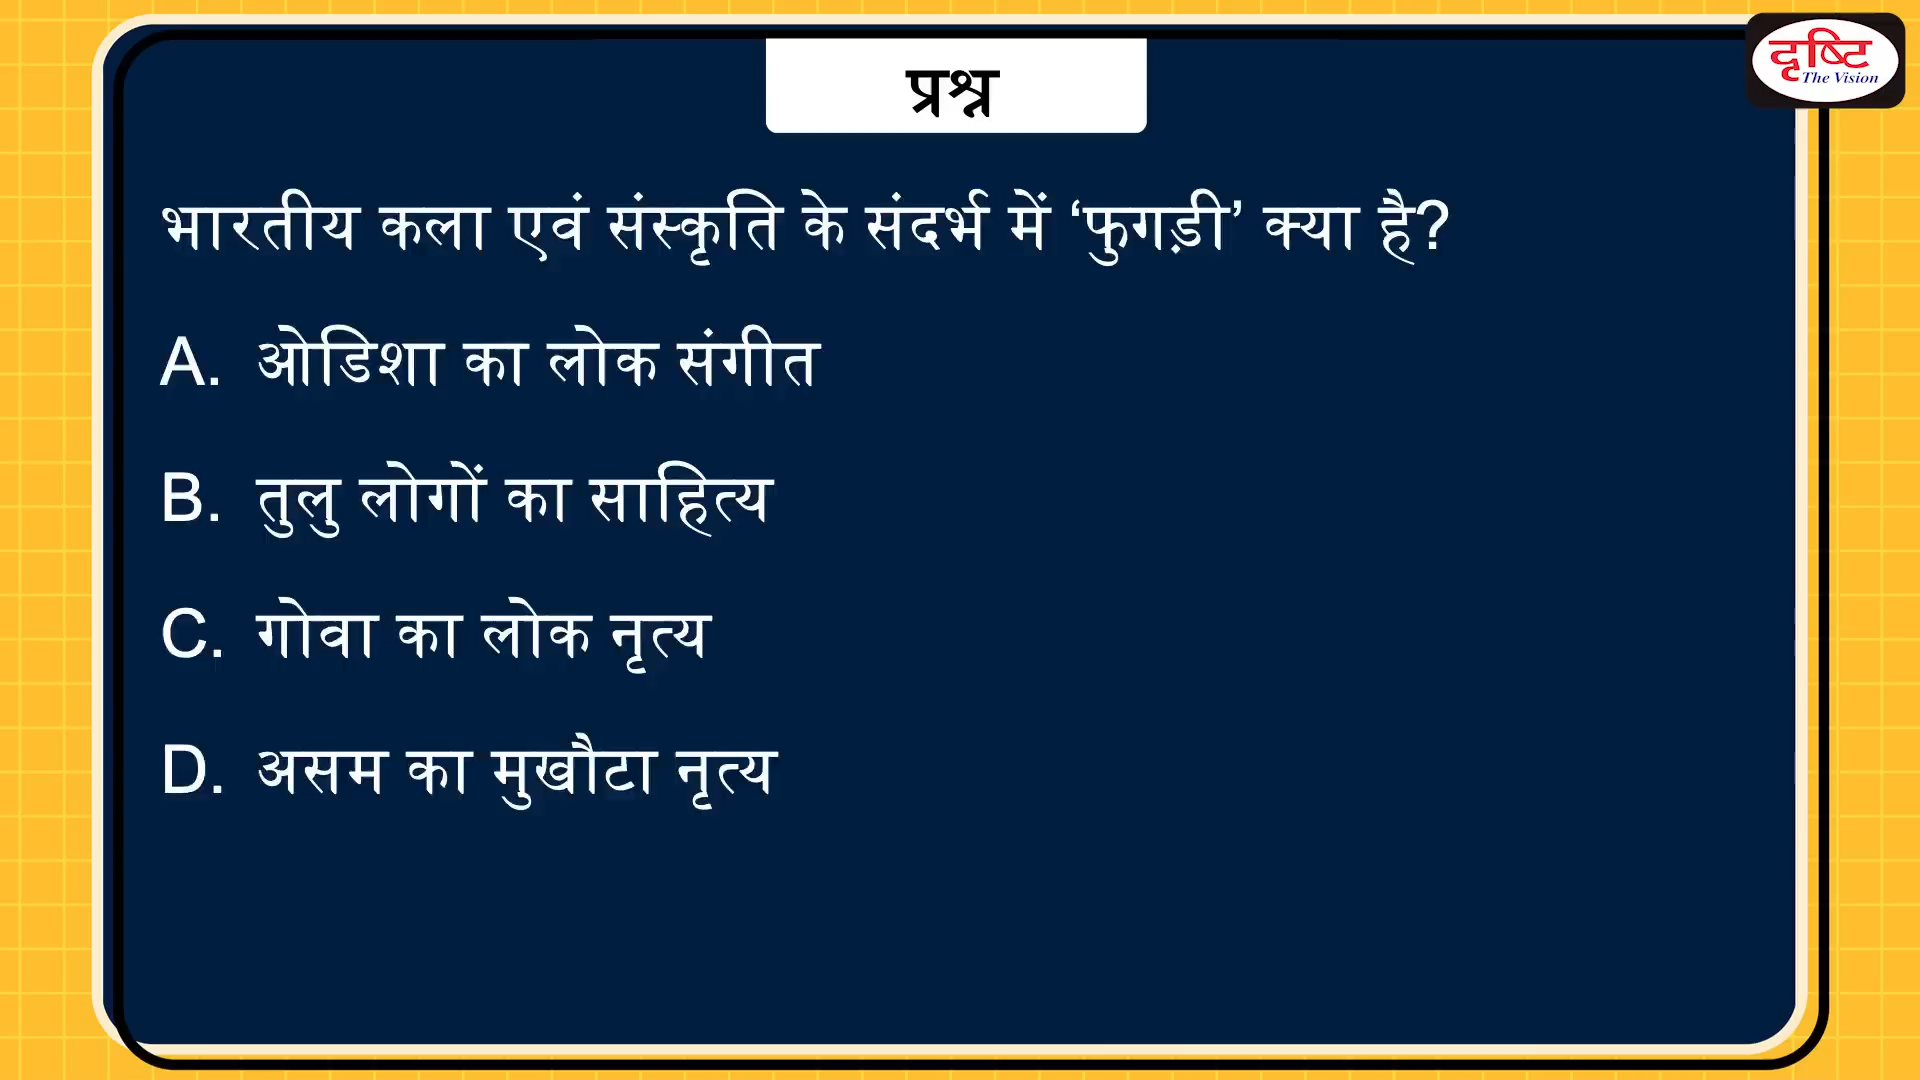 दृष्टि
The Vision
प्रश्न
भारतीय कला एवं संस्कृति के संदर्भ में ‘फुगड़ी’ क्या है?
A. ओडिशा का लोक संगीत
B. तुलु लोगों का साहित्य
C. गोवा का लोक नृत्य
D. असम का मुखौटा नृत्य